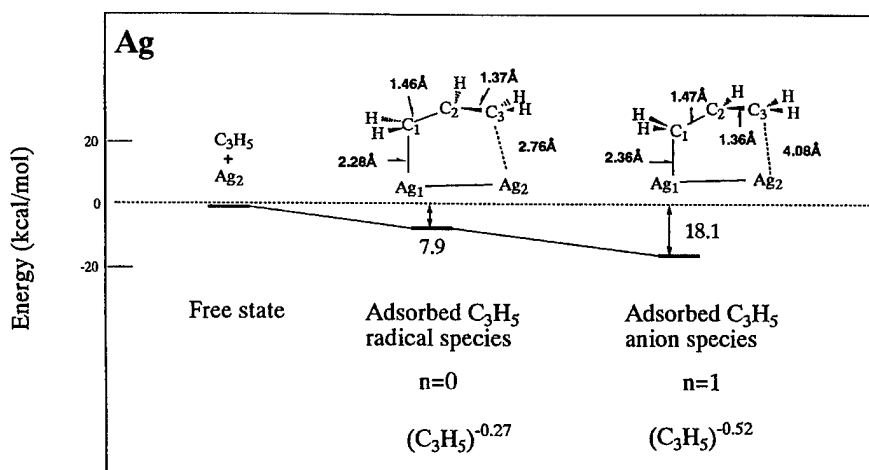 Ag
1.46Å
H
1.37Å
H
H
C1
C2
C3
H
H
2.28Å
2.76Å
Ag1
Ag2
1.47Å
H
H
H
C1
C2
C3
H
H
1.36Å
2.36Å
4.08Å
Ag1
Ag2
C3H5
+
Ag2
20
0
-20
Energy (kcal/mol)
7.9
18.1
Free state
Adsorbed C3H5
radical species
n=0
(C3H5)-0.27
Adsorbed C3H5
anion species
n=1
(C3H5)-0.52